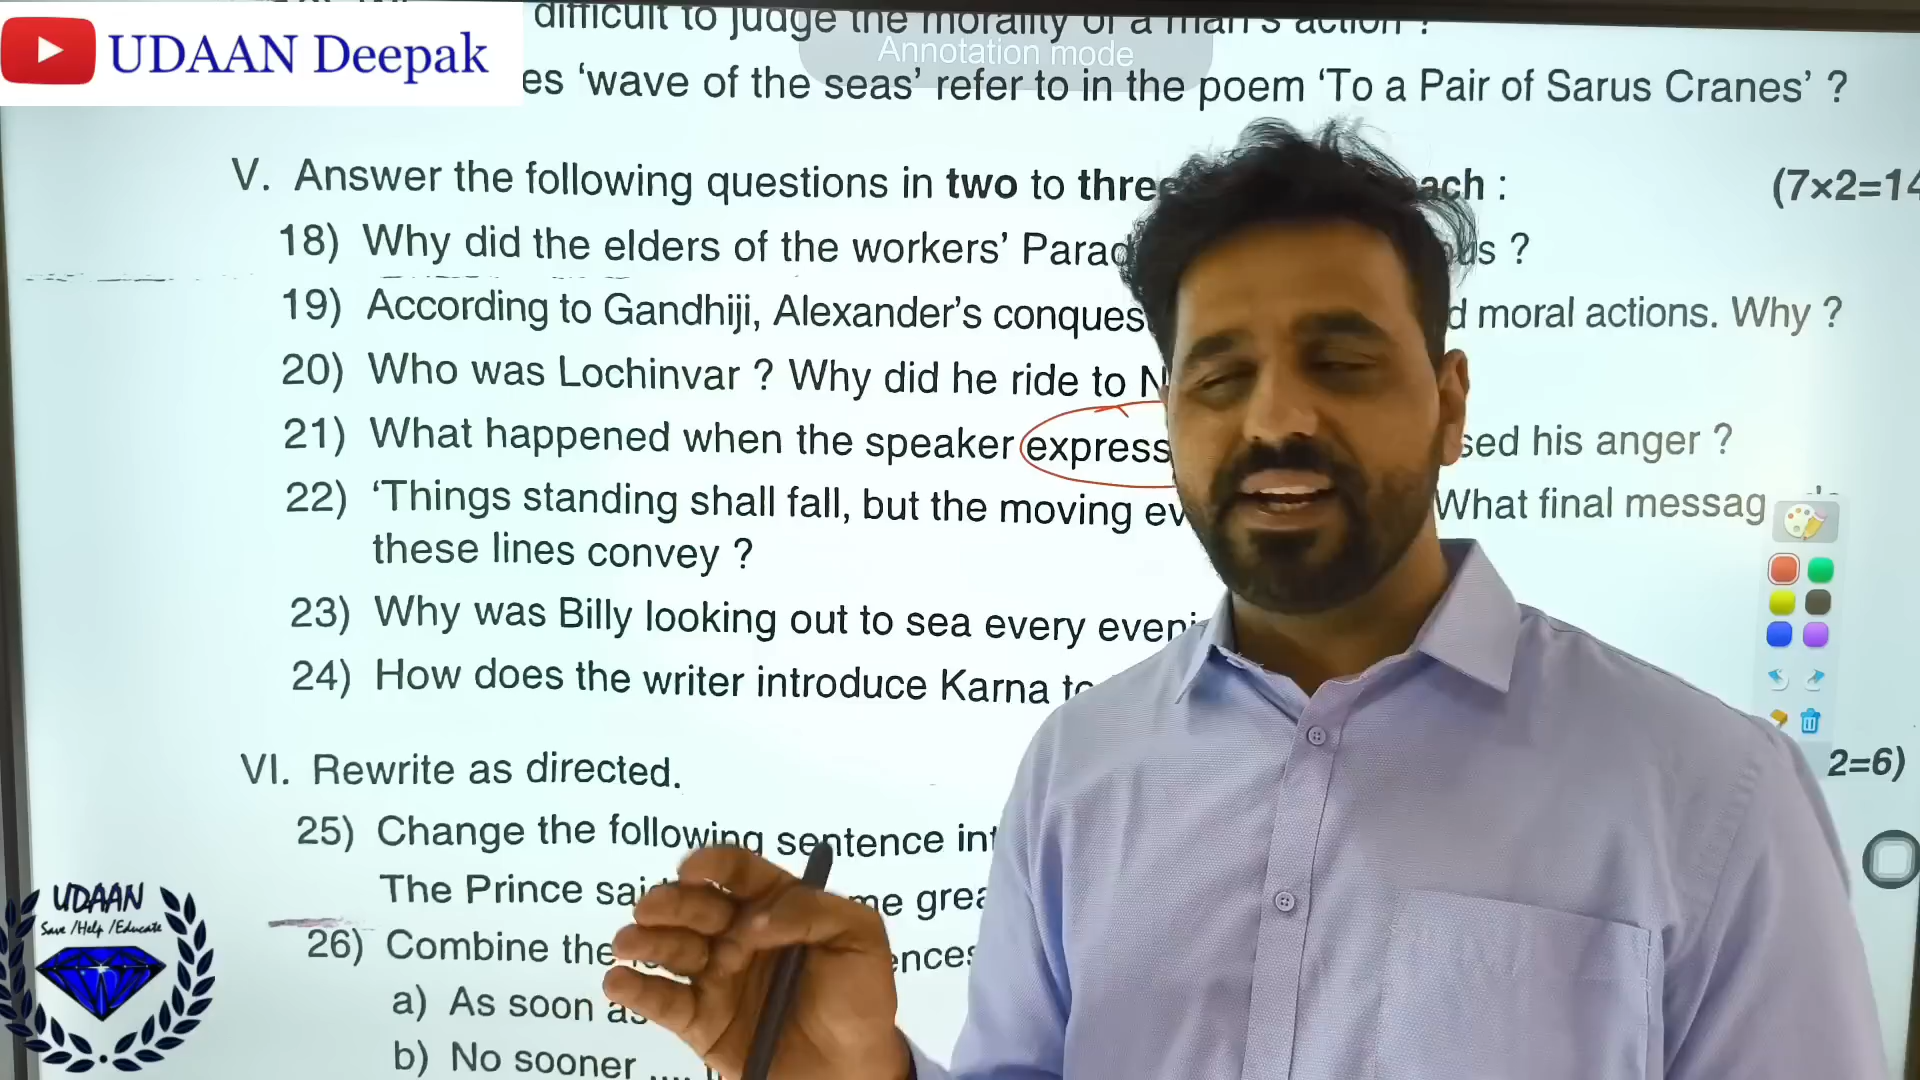 UDAAN Deepak
difficult to judge the morality of a man's action ?
Annotation mode
es 'wave of the seas' refer to in the poem 'To a Pair of Sarus Cranes' ?
V. Answer the following questions in two to three ach : (7×2=14
18) Why did the elders of the workers' Parad us ?
19) According to Gandhiji, Alexander's conques d moral actions. Why ?
20) Who was Lochinvar ? Why did he ride to N
21) What happened when the speaker express sed his anger ?
22) 'Things standing shall fall, but the moving ev What final messag
these lines convey ?
23) Why was Billy looking out to sea every eveni
24) How does the writer introduce Karna to
VI. Rewrite as directed. 2=6)
25) Change the following sentence int
The Prince said me grea
26) Combine the ences
a) As soon as
b) No sooner ....
UDAAN
Save /Help /Educate